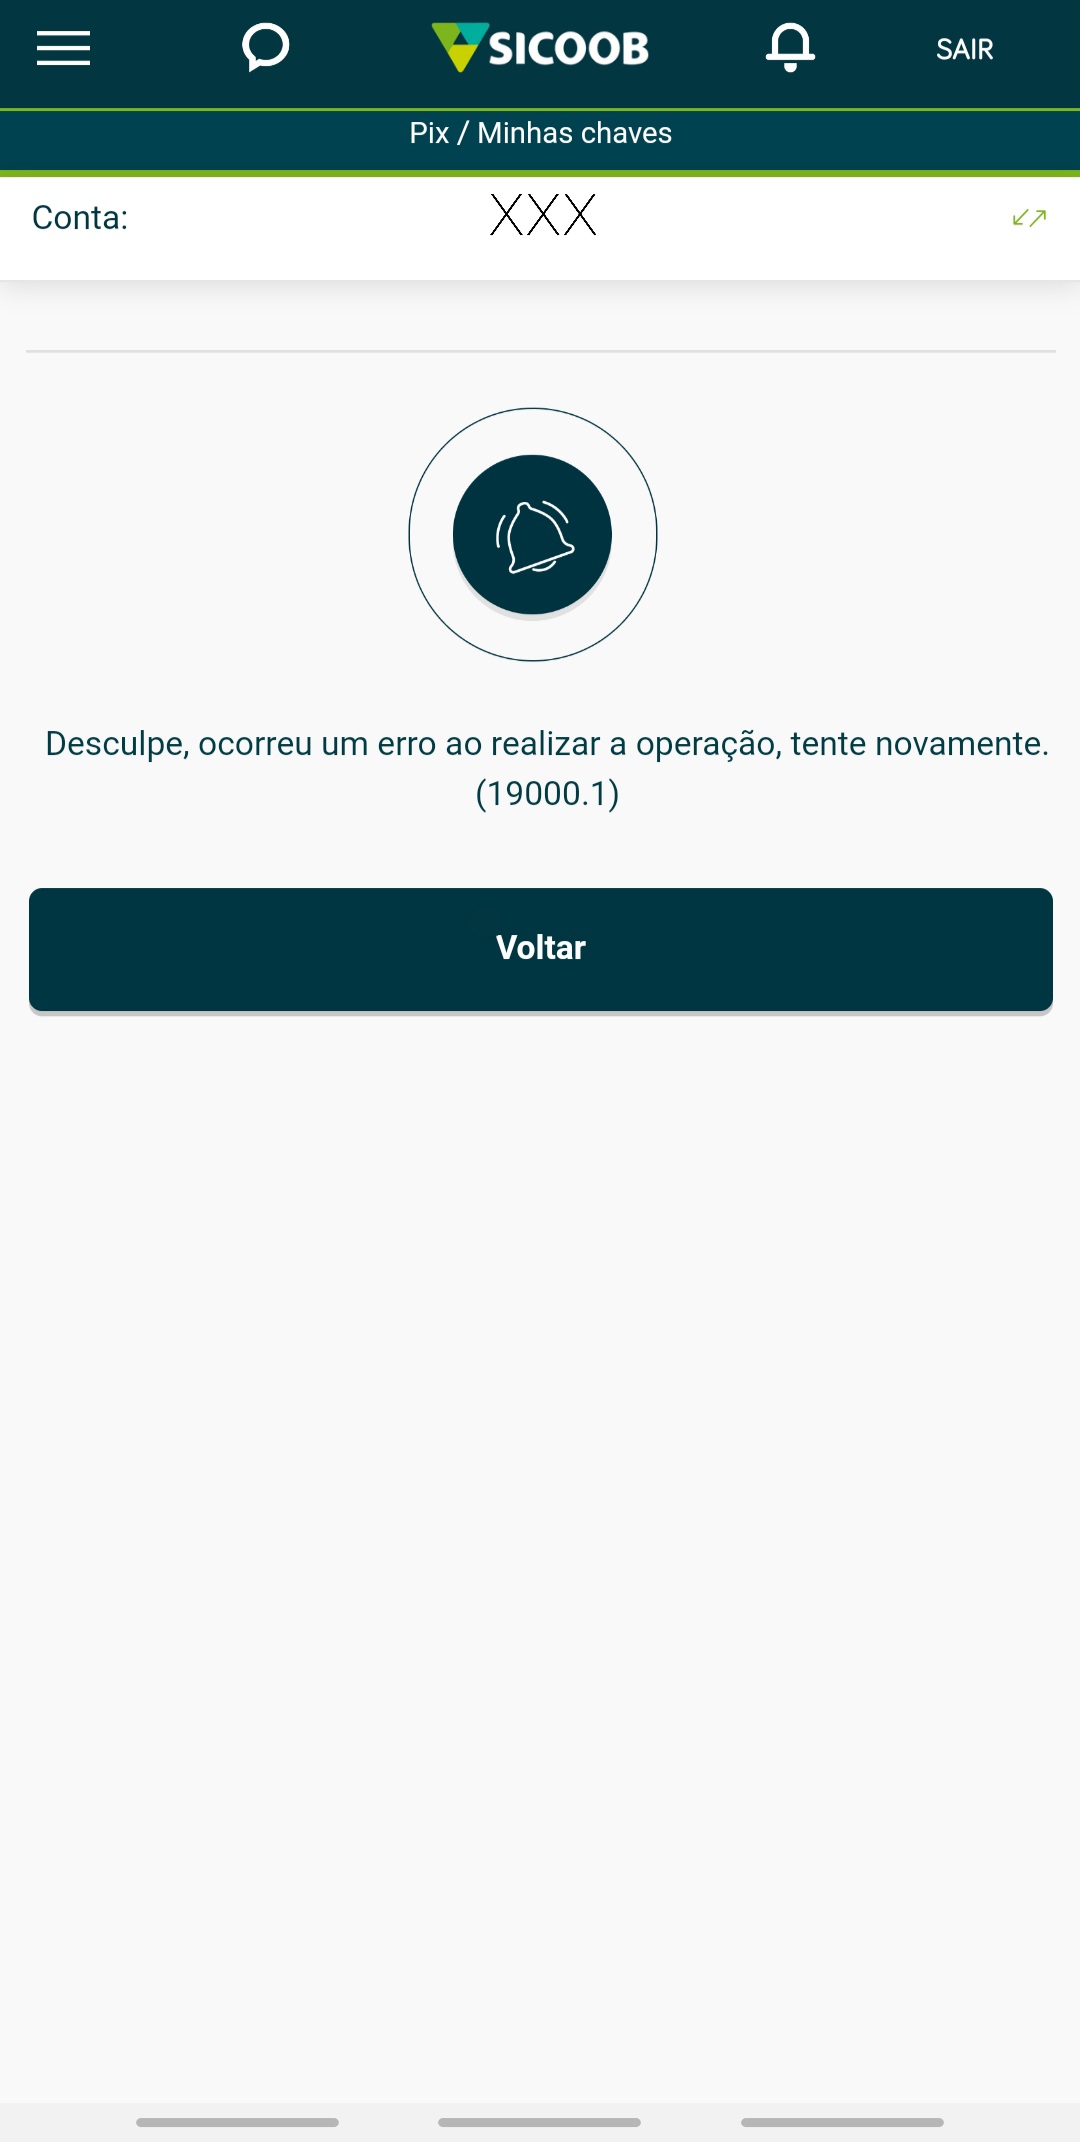 SICOOB
SAIR
Pix / Minhas chaves
Conta:
XXX
Desculpe, ocorreu um erro ao realizar a operação, tente novamente.
(19000.1)
Voltar